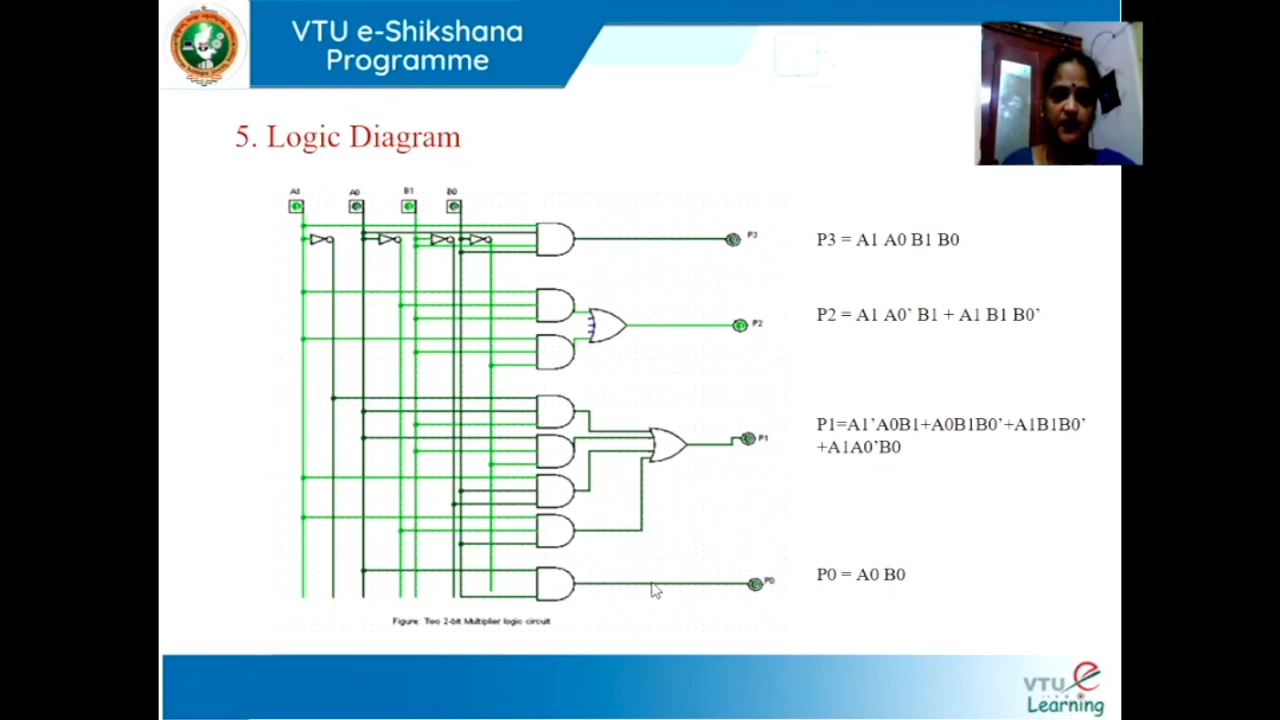 VTU e-Shikshana
Programme
5. Logic Diagram
A1 A0 B1 B0
P3
P3 = A1 A0 B1 B0
P2
P2 = A1 A0’ B1 + A1 B1 B0’
P1
P1=A1’A0B1+A0B1B0’+A1B1B0’
+A1A0’B0
P0
P0 = A0 B0
Figure: Two 2-bit Multiplier logic circuit
VTU e
Learning